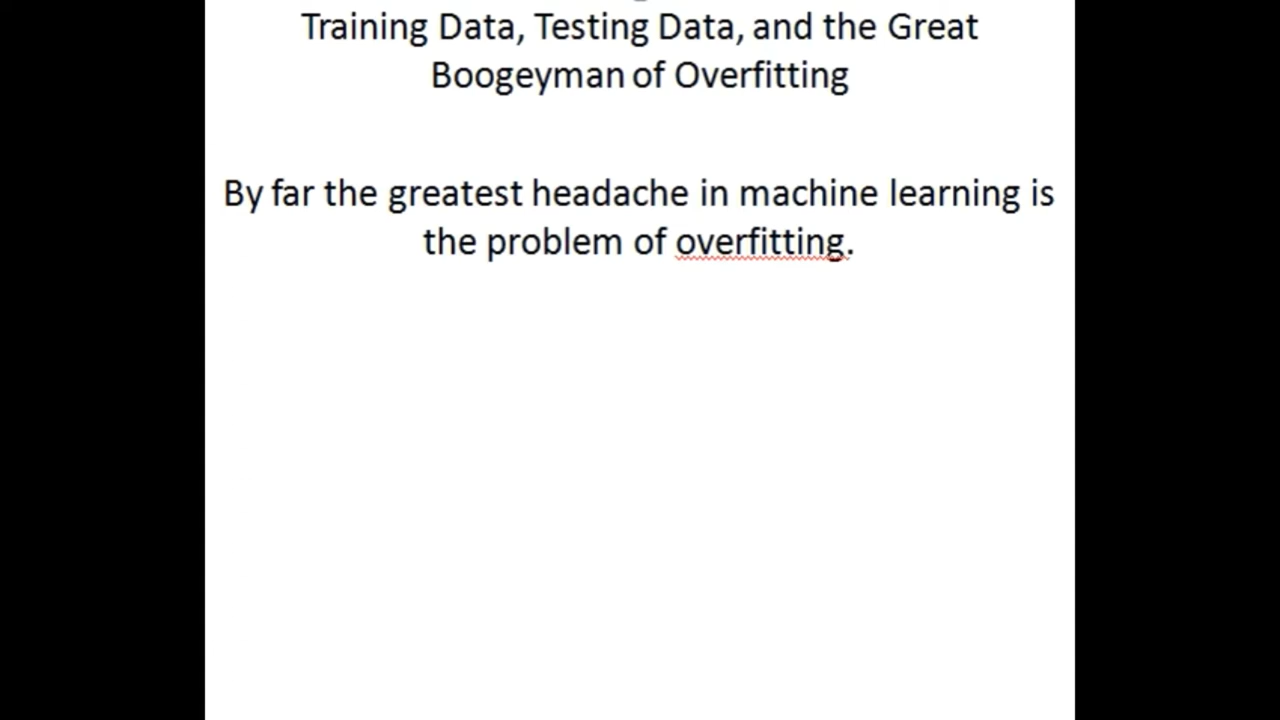 Training Data, Testing Data, and the Great
Boogeyman of Overfitting
By far the greatest headache in machine learning is
the problem of overfitting.